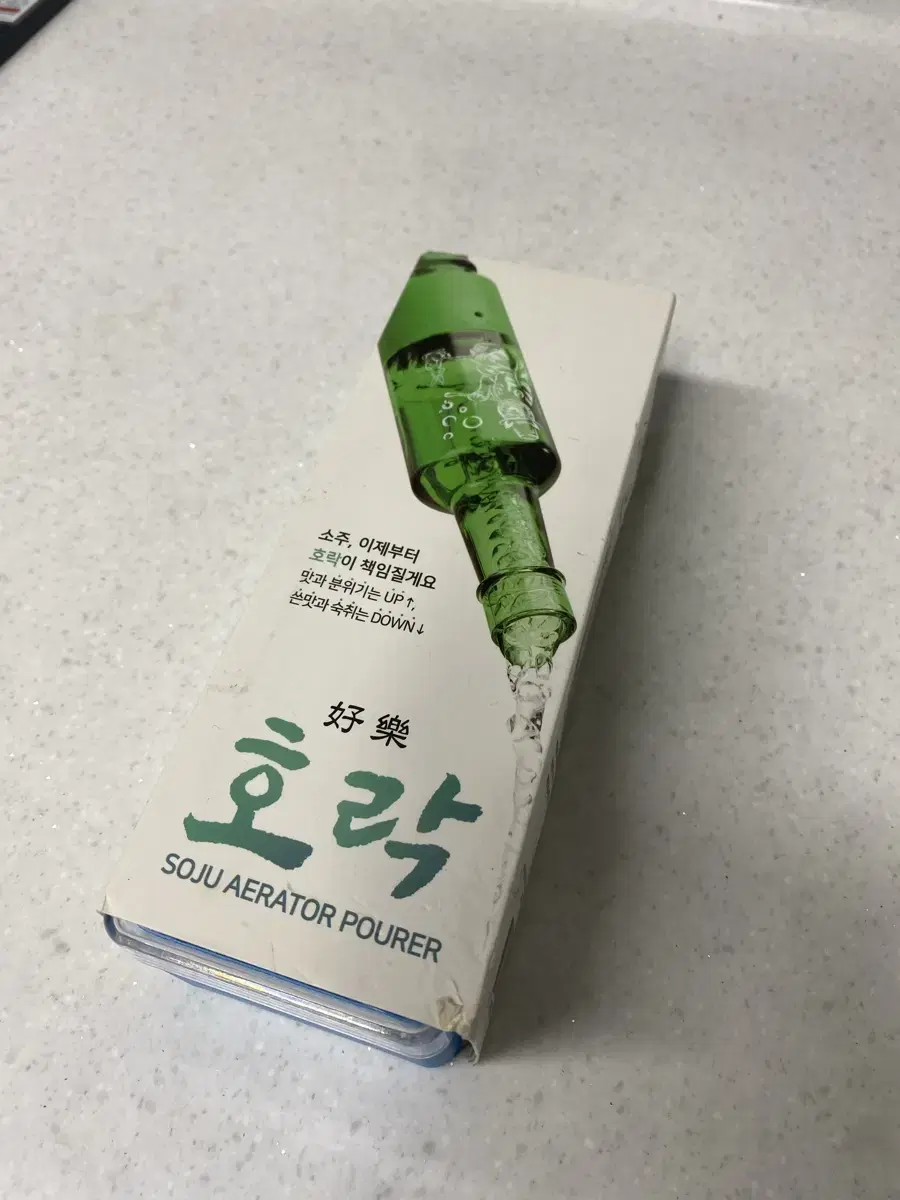 소주, 이제부터
호락이 책임질게요
맛과 분위기는 UP↑,
쓴맛과 숙취는 DOWN↓
好樂
호락
SOJU AERATOR POURER